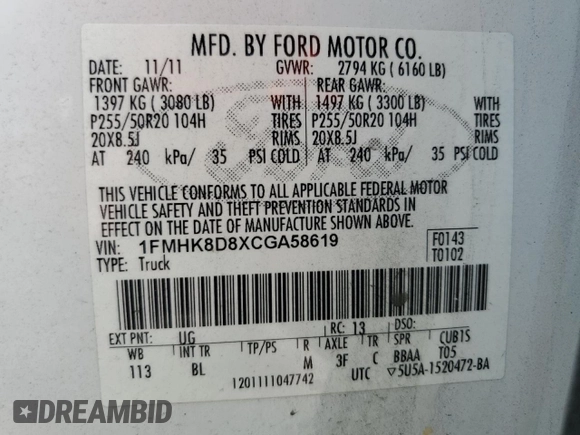 MFD. BY FORD MOTOR CO.
DATE: 11/11 GVWR: 2794 KG ( 6160 LB)
FRONT GAWR: REAR GAWR:
1397 KG ( 3080 LB) WITH 1497 KG ( 3300 LB) WITH
P255/50R20 104H TIRES P255/50R20 104H TIRES
20X8.5J RIMS 20X8.5J RIMS
AT 240 kPa/ 35 PSI COLD AT 240 kPa/ 35 PSI COLD
THIS VEHICLE CONFORMS TO ALL APPLICABLE FEDERAL MOTOR
VEHICLE SAFETY AND THEFT PREVENTION STANDARDS IN
EFFECT ON THE DATE OF MANUFACTURE SHOWN ABOVE.
VIN: 1FMHK8D8XCGA58619 F0143
TYPE: Truck T0102
EXT PNT: UG RC: 13 DSO:
WB INT TR TP/PS R AXLE TR SPR CUB1S
113 BL M 3F C BBAA T05
1201111047742 UTC ▽5U5A-1520472-BA
Ford
DREAMBID